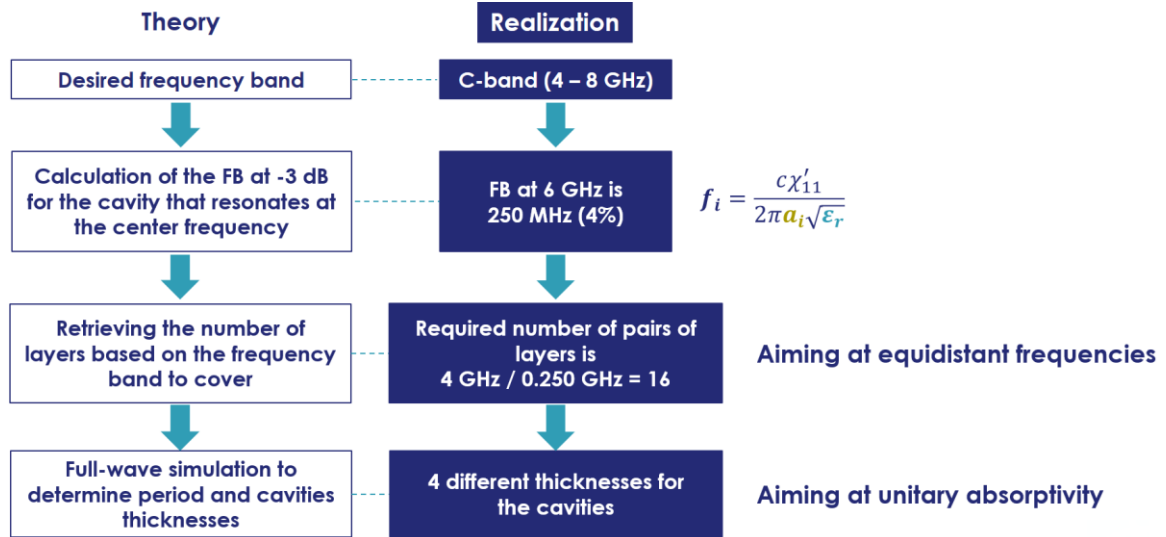 Theory
Realization
Desired frequency band
C-band (4 – 8 GHz)
Calculation of the FB at -3 dB
for the cavity that resonates at
the center frequency
FB at 6 GHz is
250 MHz (4%)
f_i = cχ′₁₁ / 2πa_i√ε_r
Retrieving the number of
layers based on the frequency
band to cover
Required number of pairs of
layers is
4 GHz / 0.250 GHz = 16
Aiming at equidistant frequencies
Full-wave simulation to
determine period and cavities
thicknesses
4 different thicknesses for
the cavities
Aiming at unitary absorptivity